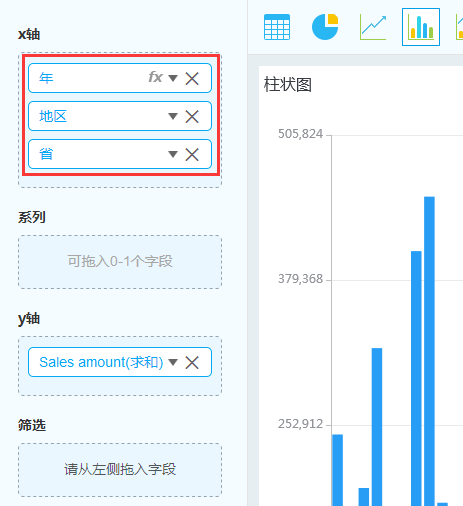 x轴
年 fx
地区
省
系列
可拖入0-1个字段
y轴
Sales amount(求和)
筛选
请从左侧拖入字段
柱状图
505,824
379,368
252,912